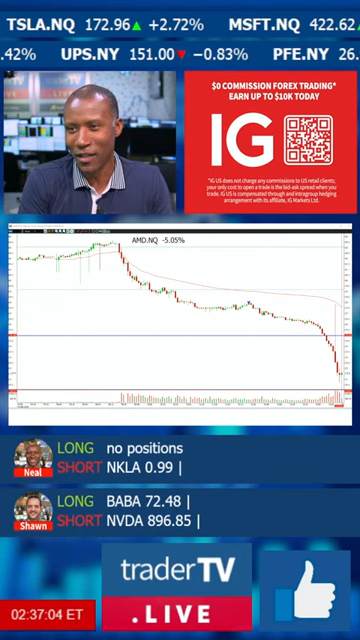 TSLA.NQ 172.96▲ +2.72% MSFT.NQ 422.62
.42% UPS.NY 151.00▼ −0.83% PFE.NY 26.
$0 COMMISSION FOREX TRADING*
EARN UP TO $10K TODAY
IG
*IG US does not charge any commissions to US retail clients;
your only cost to open a trade is the bid-ask spread when you
trade. IG US is compensated through and intragroup hedging
arrangement with its affiliate, IG Markets Ltd.
AMD.NQ -5.05%
LONG no positions
SHORT NKLA 0.99 |
Neal
LONG BABA 72.48 |
SHORT NVDA 896.85 |
Shawn
traderTV
.LIVE
02:37:04 ET